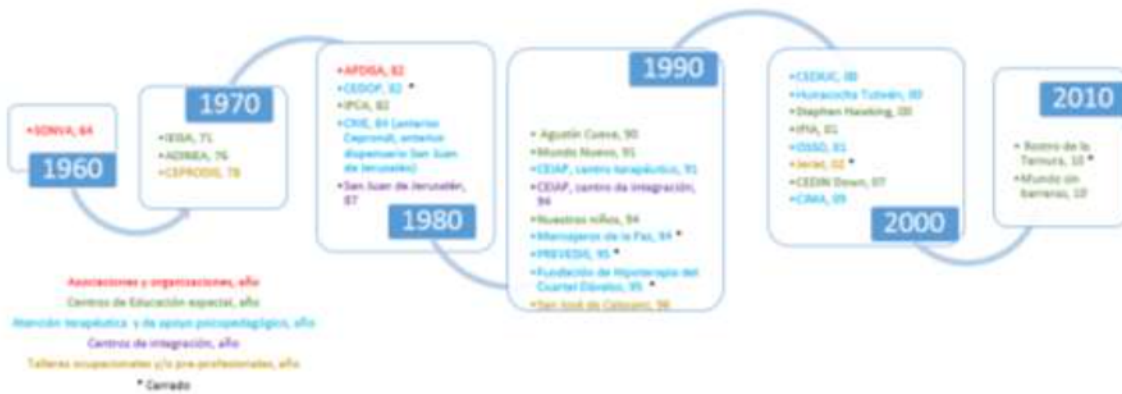 1960
• SONVA, 64
1970
• IEISA, 71
• ADINEA, 76
• CEPRODIS, 78
1980
• AFDISA, 82
• CEDOP, 82 *
• IPCA, 82
• CRIE, 84 (anterior
Cepronit, anterior
dispensario San Juan
de Jerusalén)
• San Juan de Jerusalén,
87
1990
• Agustín Cueva, 90
• Mundo Nuevo, 91
• CEIAP, centro terapéutico, 91
• CEIAP, centro de integración,
94
• Nuestros niños, 94
• Mensajeros de la Paz, 94 *
• PREVEDIS, 95 *
• Fundación de Hipoterapia del
Cuartel Dávalos, 95 *
• San José de Calasanz, 96
2000
• CEDIUC, 00
• Huiracocha Tutivén, 00
• Stephen Hawking, 00
• IFIA, 01
• OSSO, 01
• 02 *
• CEDIN Down, 07
• CIMA, 09
2010
• Rostro de la
Ternura, 10 *
• Mundo sin
barreras, 10
Asociaciones y organizaciones, año
Centros de Educación especial, año
Atención terapéutica y de apoyo psicopedagógico, año
Centros de integración, año
Talleres ocupacionales y/o pre-profesionales, año
* Cerrado